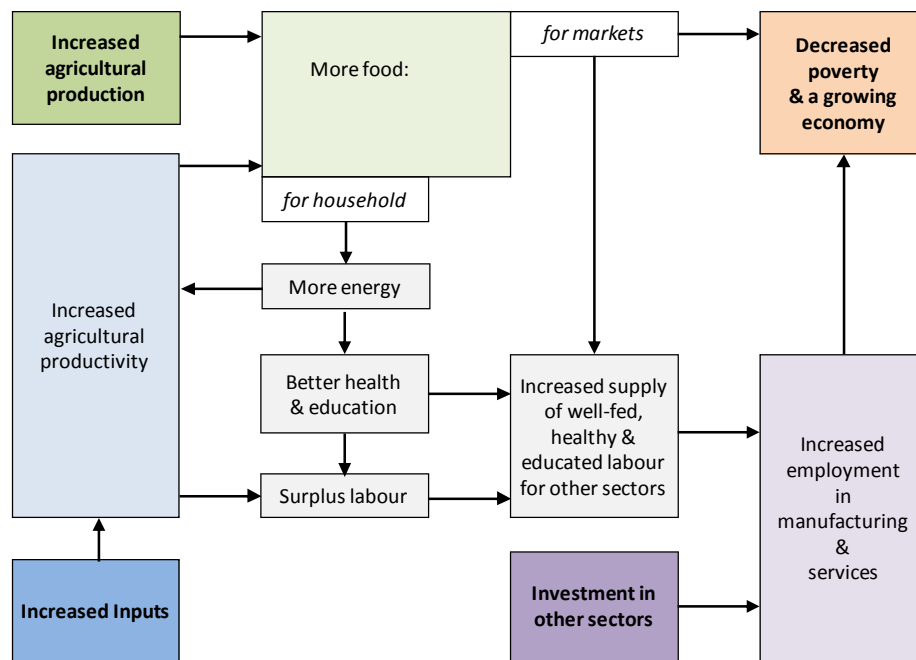 Increased
agricultural
production
More food:
for markets
Decreased
poverty
& a growing
economy
for household
More energy
Increased
agricultural
productivity
Better health
& education
Increased supply
of well-fed,
healthy &
educated labour
for other sectors
Surplus labour
Increased
employment
in
manufacturing
&
services
Increased Inputs
Investment in
other sectors